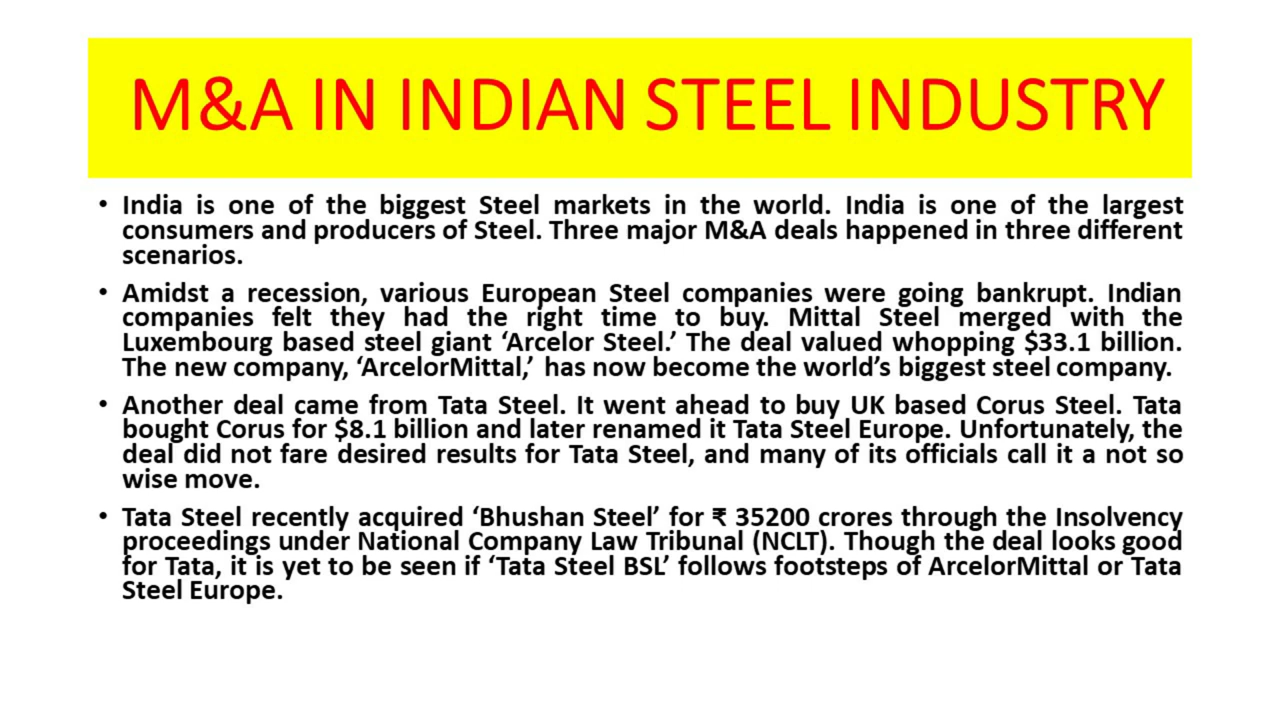 M&A IN INDIAN STEEL INDUSTRY
• India is one of the biggest Steel markets in the world. India is one of the largest
consumers and producers of Steel. Three major M&A deals happened in three different
scenarios.
• Amidst a recession, various European Steel companies were going bankrupt. Indian
companies felt they had the right time to buy. Mittal Steel merged with the
Luxembourg based steel giant ‘Arcelor Steel.’ The deal valued whopping $33.1 billion.
The new company, ‘ArcelorMittal,’ has now become the world’s biggest steel company.
• Another deal came from Tata Steel. It went ahead to buy UK based Corus Steel. Tata
bought Corus for $8.1 billion and later renamed it Tata Steel Europe. Unfortunately, the
deal did not fare desired results for Tata Steel, and many of its officials call it a not so
wise move.
• Tata Steel recently acquired ‘Bhushan Steel’ for ₹ 35200 crores through the Insolvency
proceedings under National Company Law Tribunal (NCLT). Though the deal looks good
for Tata, it is yet to be seen if ‘Tata Steel BSL’ follows footsteps of ArcelorMittal or Tata
Steel Europe.